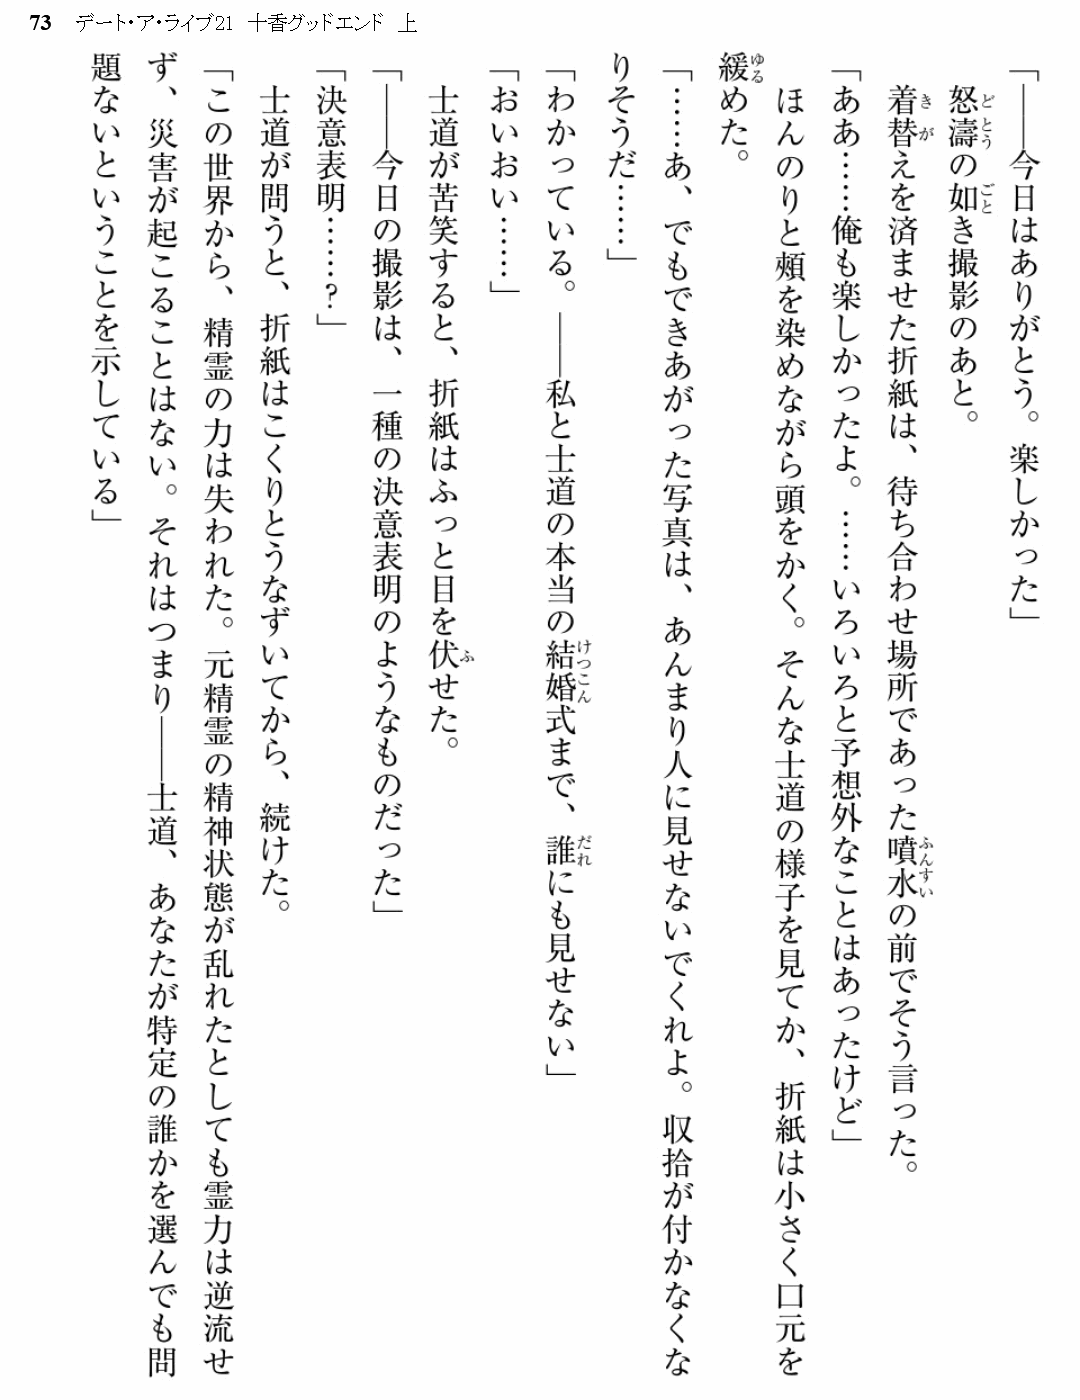 73 デート・ア・ライブ21 十香グッドエンド 上
「――今日はありがとう。楽しかった」
怒濤の如き撮影のあと。
着替えを済ませた折紙は、待ち合わせ場所であった噴水の前でそう言った。
「ああ……俺も楽しかったよ。……いろいろと予想外なことはあったけど」
ほんのりと頰を染めながら頭をかく。そんな士道の様子を見てか、折紙は小さく口元を
緩めた。
「……あ、でもできあがった写真は、あんまり人に見せないでくれよ。収拾が付かなくな
りそうだ……」
「わかっている。――私と士道の本当の結婚式まで、誰にも見せない」
「おいおい……」
士道が苦笑すると、折紙はふっと目を伏せた。
「――今日の撮影は、一種の決意表明のようなものだった」
「決意表明……？」
士道が問うと、折紙はこくりとうなずいてから、続けた。
「この世界から、精霊の力は失われた。元精霊の精神状態が乱れたとしても霊力は逆流せ
ず、災害が起こることはない。それはつまり――士道、あなたが特定の誰かを選んでも問
題ないということを示している」